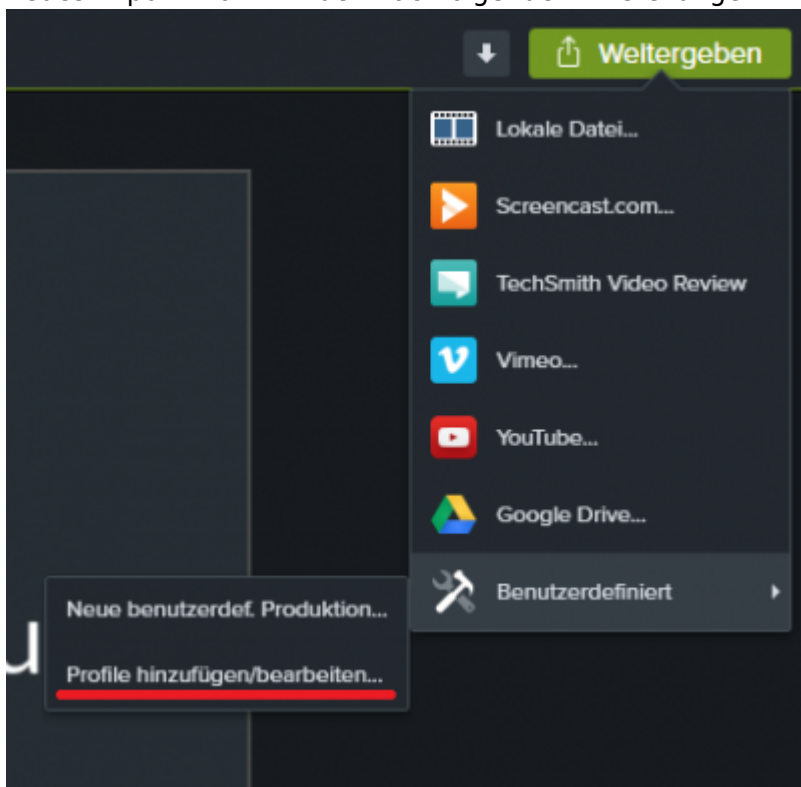 Weitergeben
Lokale Datei...
Screencast.com...
TechSmith Video Review
Vimeo...
YouTube...
Google Drive...
Benutzerdefiniert
Neue benutzerdef. Produktion...
Profile hinzufügen/bearbeiten...